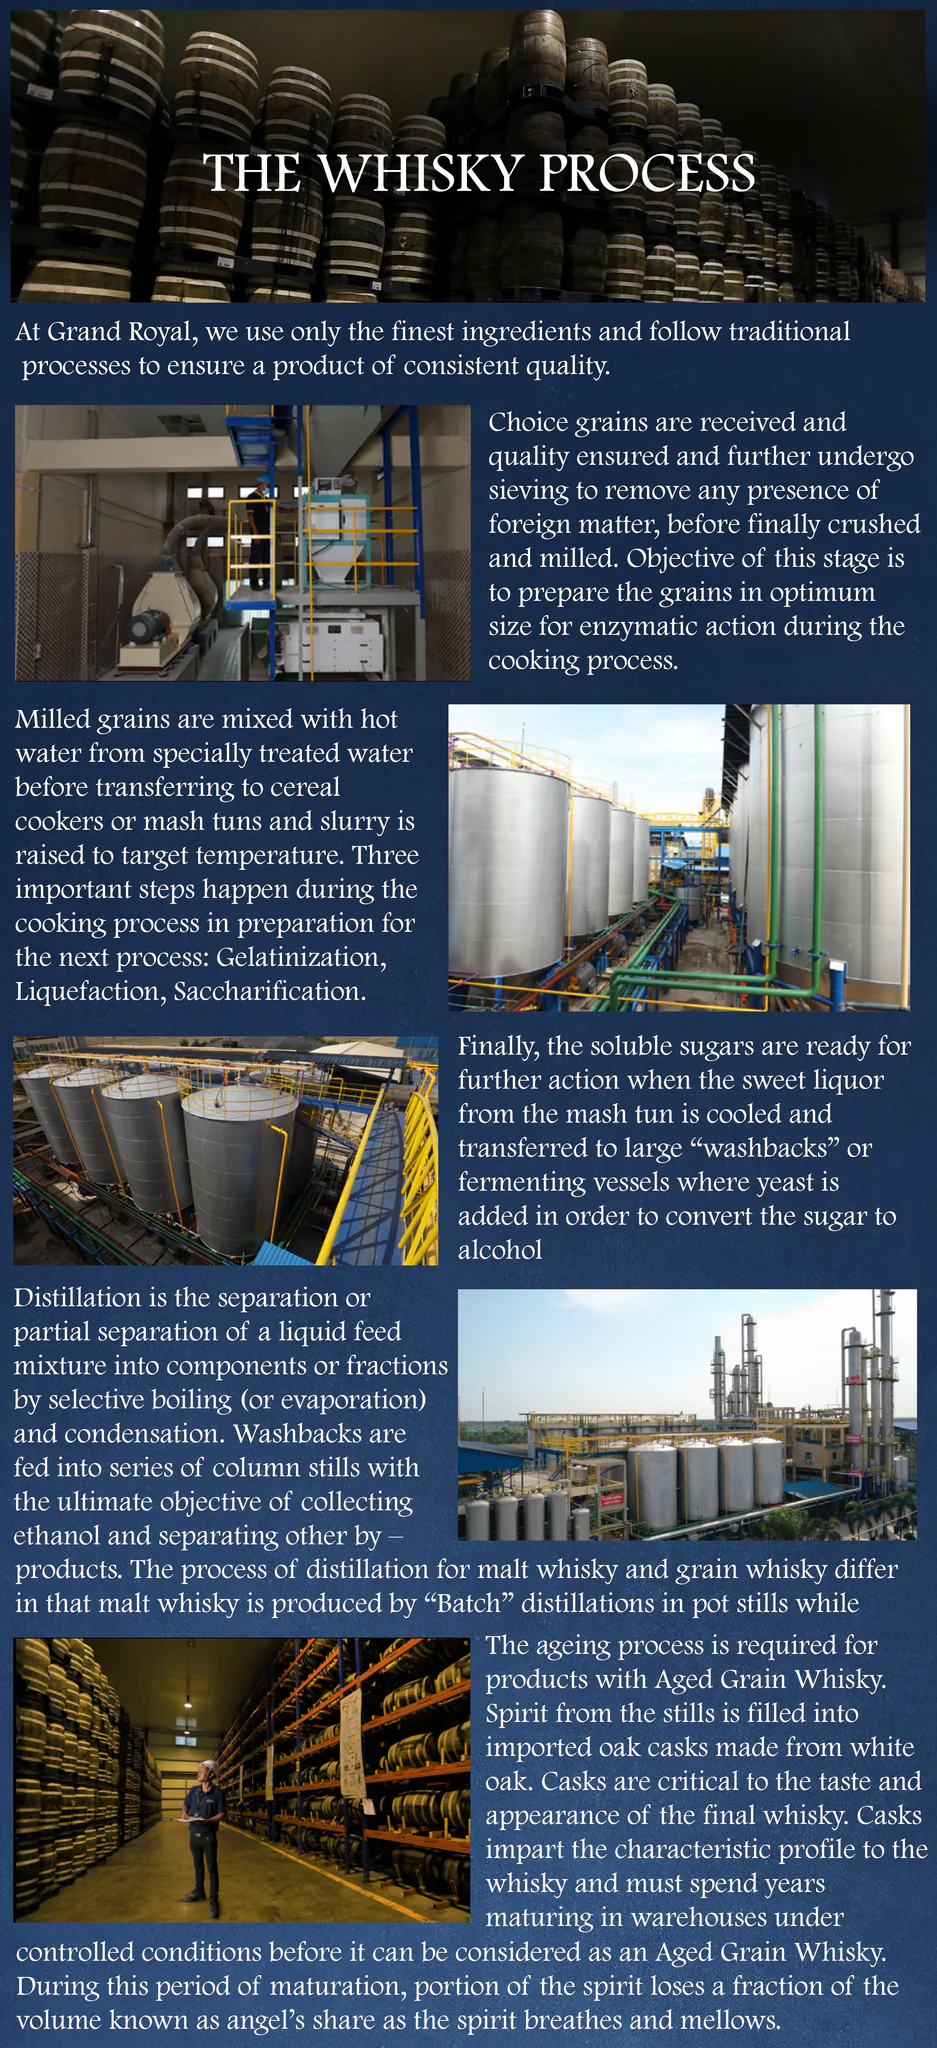 THE WHISKY PROCESS
At Grand Royal, we use only the finest ingredients and follow traditional
processes to ensure a product of consistent quality.
Choice grains are received and
quality ensured and further undergo
sieving to remove any presence of
foreign matter, before finally crushed
and milled. Objective of this stage is
to prepare the grains in optimum
size for enzymatic action during the
cooking process.
Milled grains are mixed with hot
water from specially treated water
before transferring to cereal
cookers or mash tuns and slurry is
raised to target temperature. Three
important steps happen during the
cooking process in preparation for
the next process: Gelatinization,
Liquefaction, Saccharification.
Finally, the soluble sugars are ready for
further action when the sweet liquor
from the mash tun is cooled and
transferred to large “washbacks” or
fermenting vessels where yeast is
added in order to convert the sugar to
alcohol
Distillation is the separation or
partial separation of a liquid feed
mixture into components or fractions
by selective boiling (or evaporation)
and condensation. Washbacks are
fed into series of column stills with
the ultimate objective of collecting
ethanol and separating other by –
products. The process of distillation for malt whisky and grain whisky differ
in that malt whisky is produced by “Batch” distillations in pot stills while
The ageing process is required for
products with Aged Grain Whisky.
Spirit from the stills is filled into
imported oak casks made from white
oak. Casks are critical to the taste and
appearance of the final whisky. Casks
impart the characteristic profile to the
whisky and must spend years
maturing in warehouses under
controlled conditions before it can be considered as an Aged Grain Whisky.
During this period of maturation, portion of the spirit loses a fraction of the
volume known as angel’s share as the spirit breathes and mellows.